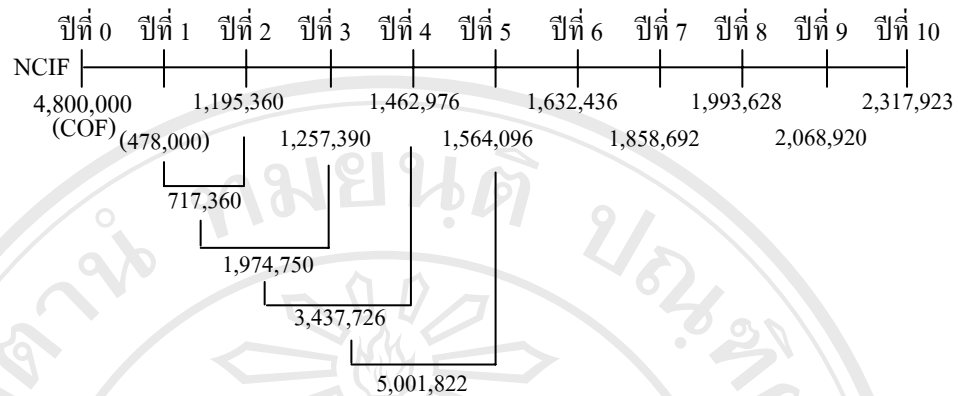 ปีที่ 0 ปีที่ 1 ปีที่ 2 ปีที่ 3 ปีที่ 4 ปีที่ 5 ปีที่ 6 ปีที่ 7 ปีที่ 8 ปีที่ 9 ปีที่ 10
NCIF
4,800,000 1,195,360 1,462,976 1,632,436 1,993,628 2,317,923
(COF)
(478,000) 1,257,390 1,564,096 1,858,692 2,068,920
717,360
1,974,750
3,437,726
5,001,822